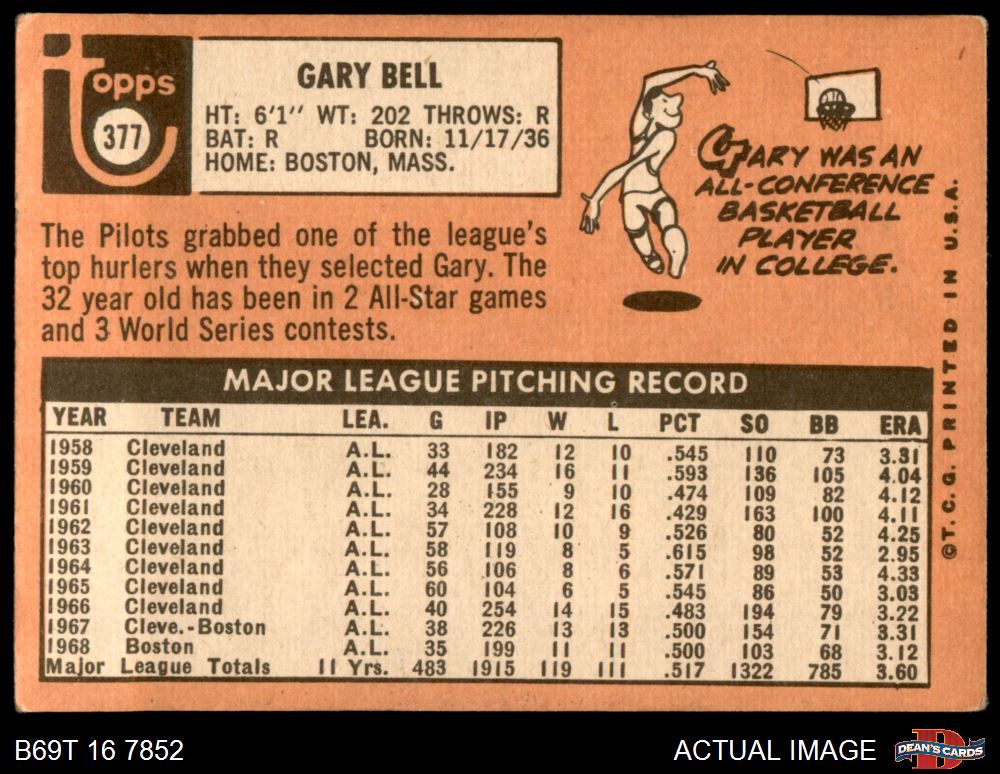 Topps
377
GARY BELL
HT: 6'1" WT: 202 THROWS: R
BAT: R BORN: 11/17/36
HOME: BOSTON, MASS.
The Pilots grabbed one of the league's
top hurlers when they selected Gary. The
32 year old has been in 2 All-Star games
and 3 World Series contests.
GARY WAS AN
ALL-CONFERENCE
BASKETBALL
PLAYER
IN COLLEGE.
©T.C.G. PRINTED IN U.S.A.
MAJOR LEAGUE PITCHING RECORD
YEAR TEAM LEA. G IP W L PCT SO BB ERA
1958 Cleveland A.L. 33 182 12 10 .545 110 73 3.31
1959 Cleveland A.L. 44 234 16 11 .593 136 105 4.04
1960 Cleveland A.L. 28 155 9 10 .474 109 82 4.12
1961 Cleveland A.L. 34 228 12 16 .429 163 100 4.11
1962 Cleveland A.L. 57 108 10 9 .526 80 52 4.25
1963 Cleveland A.L. 58 119 8 5 .615 98 52 2.95
1964 Cleveland A.L. 56 106 8 6 .571 89 53 4.33
1965 Cleveland A.L. 60 104 6 5 .545 86 50 3.03
1966 Cleveland A.L. 40 254 14 15 .483 194 79 3.22
1967 Cleve.-Boston A.L. 38 226 13 13 .500 154 71 3.31
1968 Boston A.L. 35 199 11 11 .500 103 68 3.12
Major League Totals 11 Yrs. 483 1915 119 111 .517 1322 785 3.60
B69T 16 7852
ACTUAL IMAGE
DEAN'S CARDS